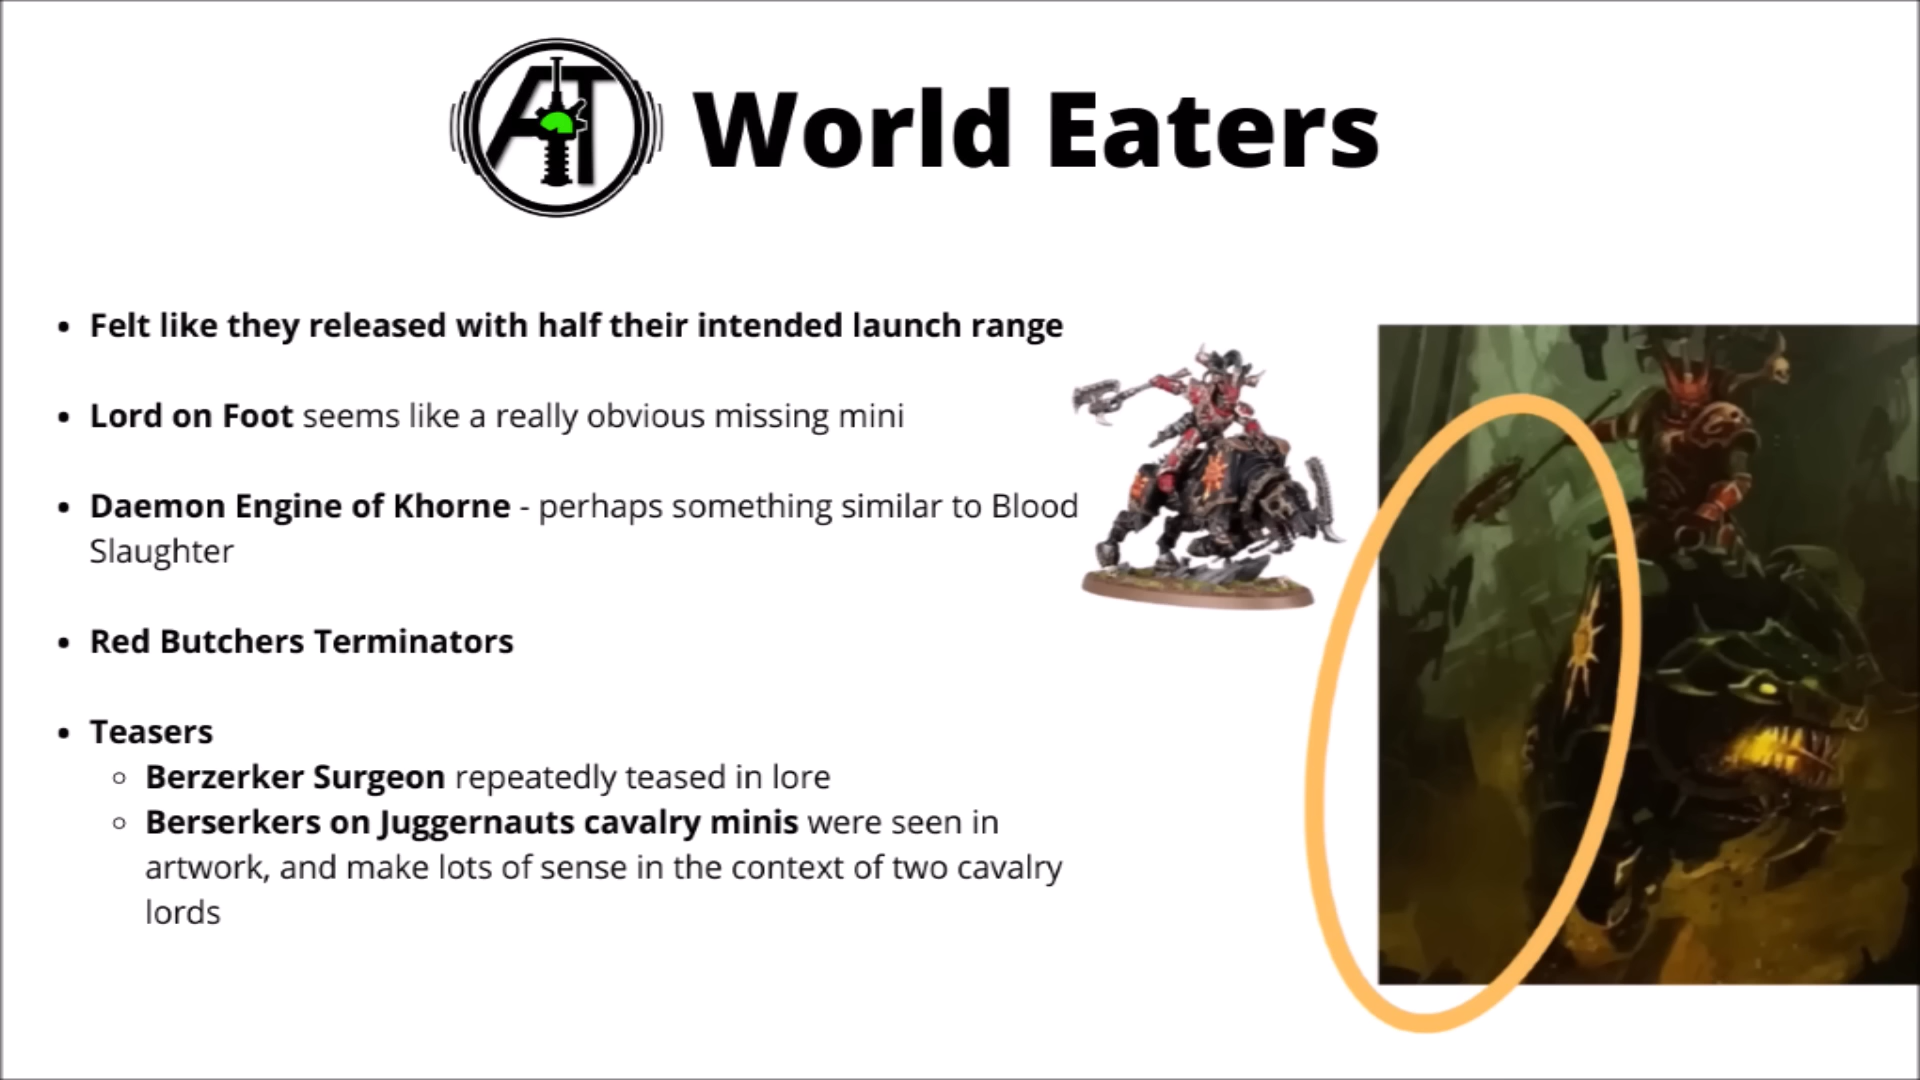 AT World Eaters
• Felt like they released with half their intended launch range
• Lord on Foot seems like a really obvious missing mini
• Daemon Engine of Khorne - perhaps something similar to Blood
Slaughter
• Red Butchers Terminators
• Teasers
◦ Berzerker Surgeon repeatedly teased in lore
◦ Berserkers on Juggernauts cavalry minis were seen in
artwork, and make lots of sense in the context of two cavalry
lords